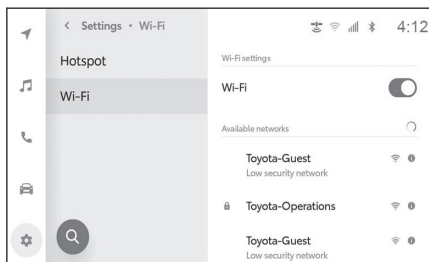 Settings • Wi-Fi
4:12
Hotspot
Wi-Fi
Wi-Fi settings
Wi-Fi
Available networks
Toyota-Guest
Low security network
Toyota-Operations
Toyota-Guest
Low security network